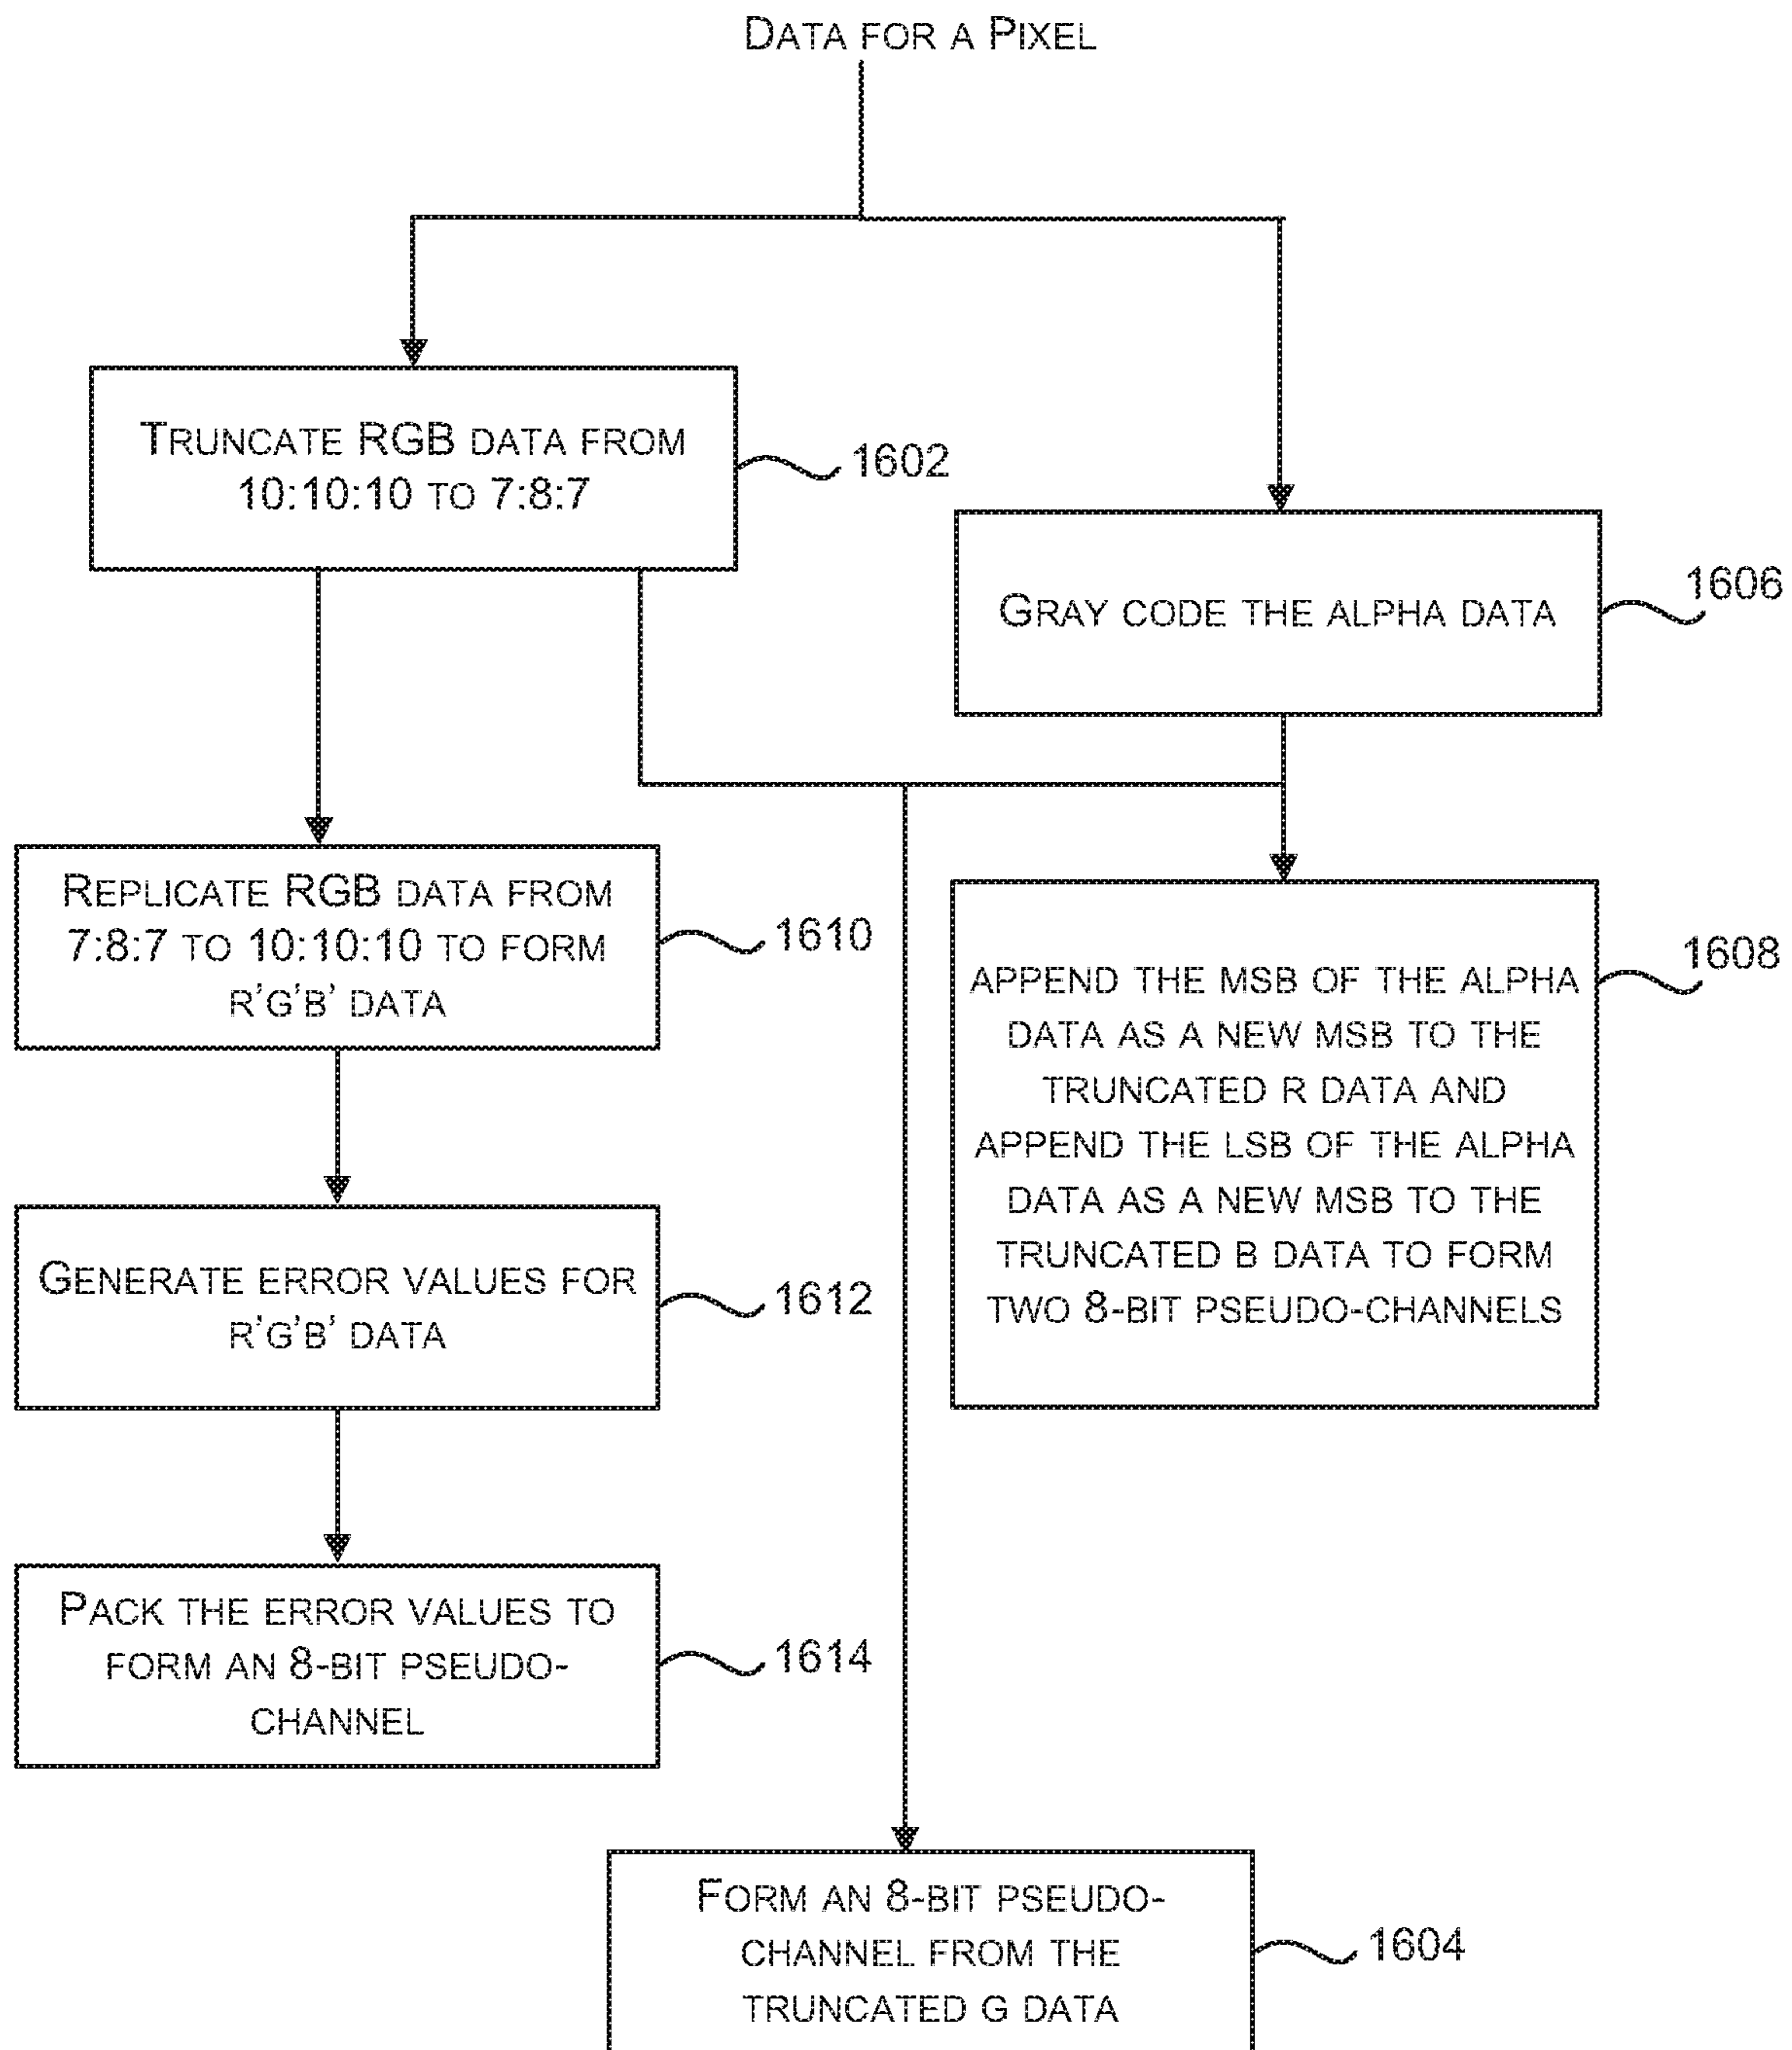 DATA FOR A PIXEL
TRUNCATE RGB DATA FROM
10:10:10 TO 7:8:7
1602
GRAY CODE THE ALPHA DATA
1606
REPLICATE RGB DATA FROM
7:8:7 TO 10:10:10 TO FORM
R'G'B' DATA
1610
APPEND THE MSB OF THE ALPHA
DATA AS A NEW MSB TO THE
TRUNCATED R DATA AND
APPEND THE LSB OF THE ALPHA
DATA AS A NEW MSB TO THE
TRUNCATED B DATA TO FORM
TWO 8-BIT PSEUDO-CHANNELS
1608
GENERATE ERROR VALUES FOR
R'G'B' DATA
1612
PACK THE ERROR VALUES TO
FORM AN 8-BIT PSEUDO-
CHANNEL
1614
FORM AN 8-BIT PSEUDO-
CHANNEL FROM THE
TRUNCATED G DATA
1604